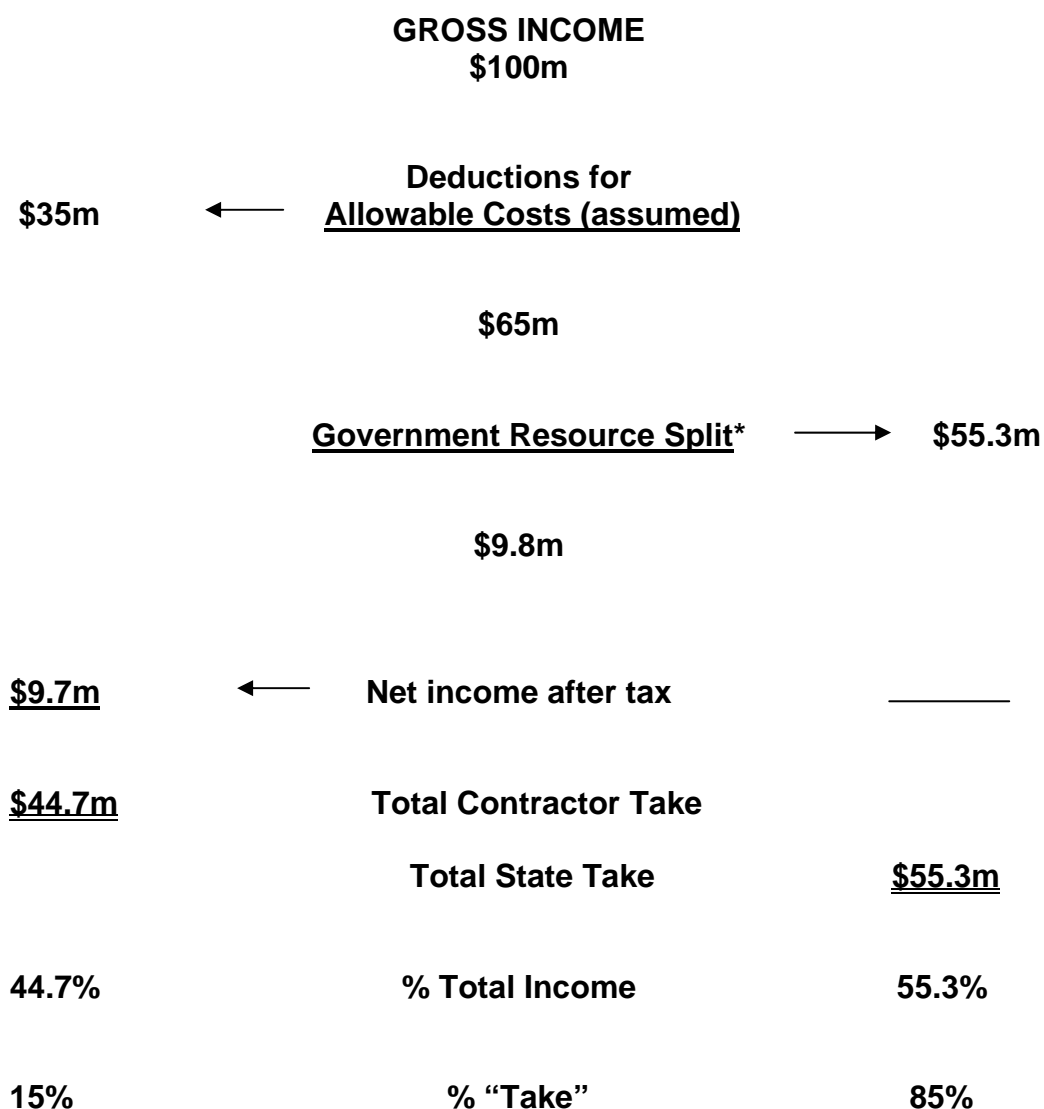 GROSS INCOME
$100m
Deductions for
$35m Allowable Costs (assumed)
$65m
Government Resource Split* $55.3m
$9.8m
$9.7m Net income after tax
$44.7m Total Contractor Take
Total State Take $55.3m
44.7% % Total Income 55.3%
15% % “Take” 85%